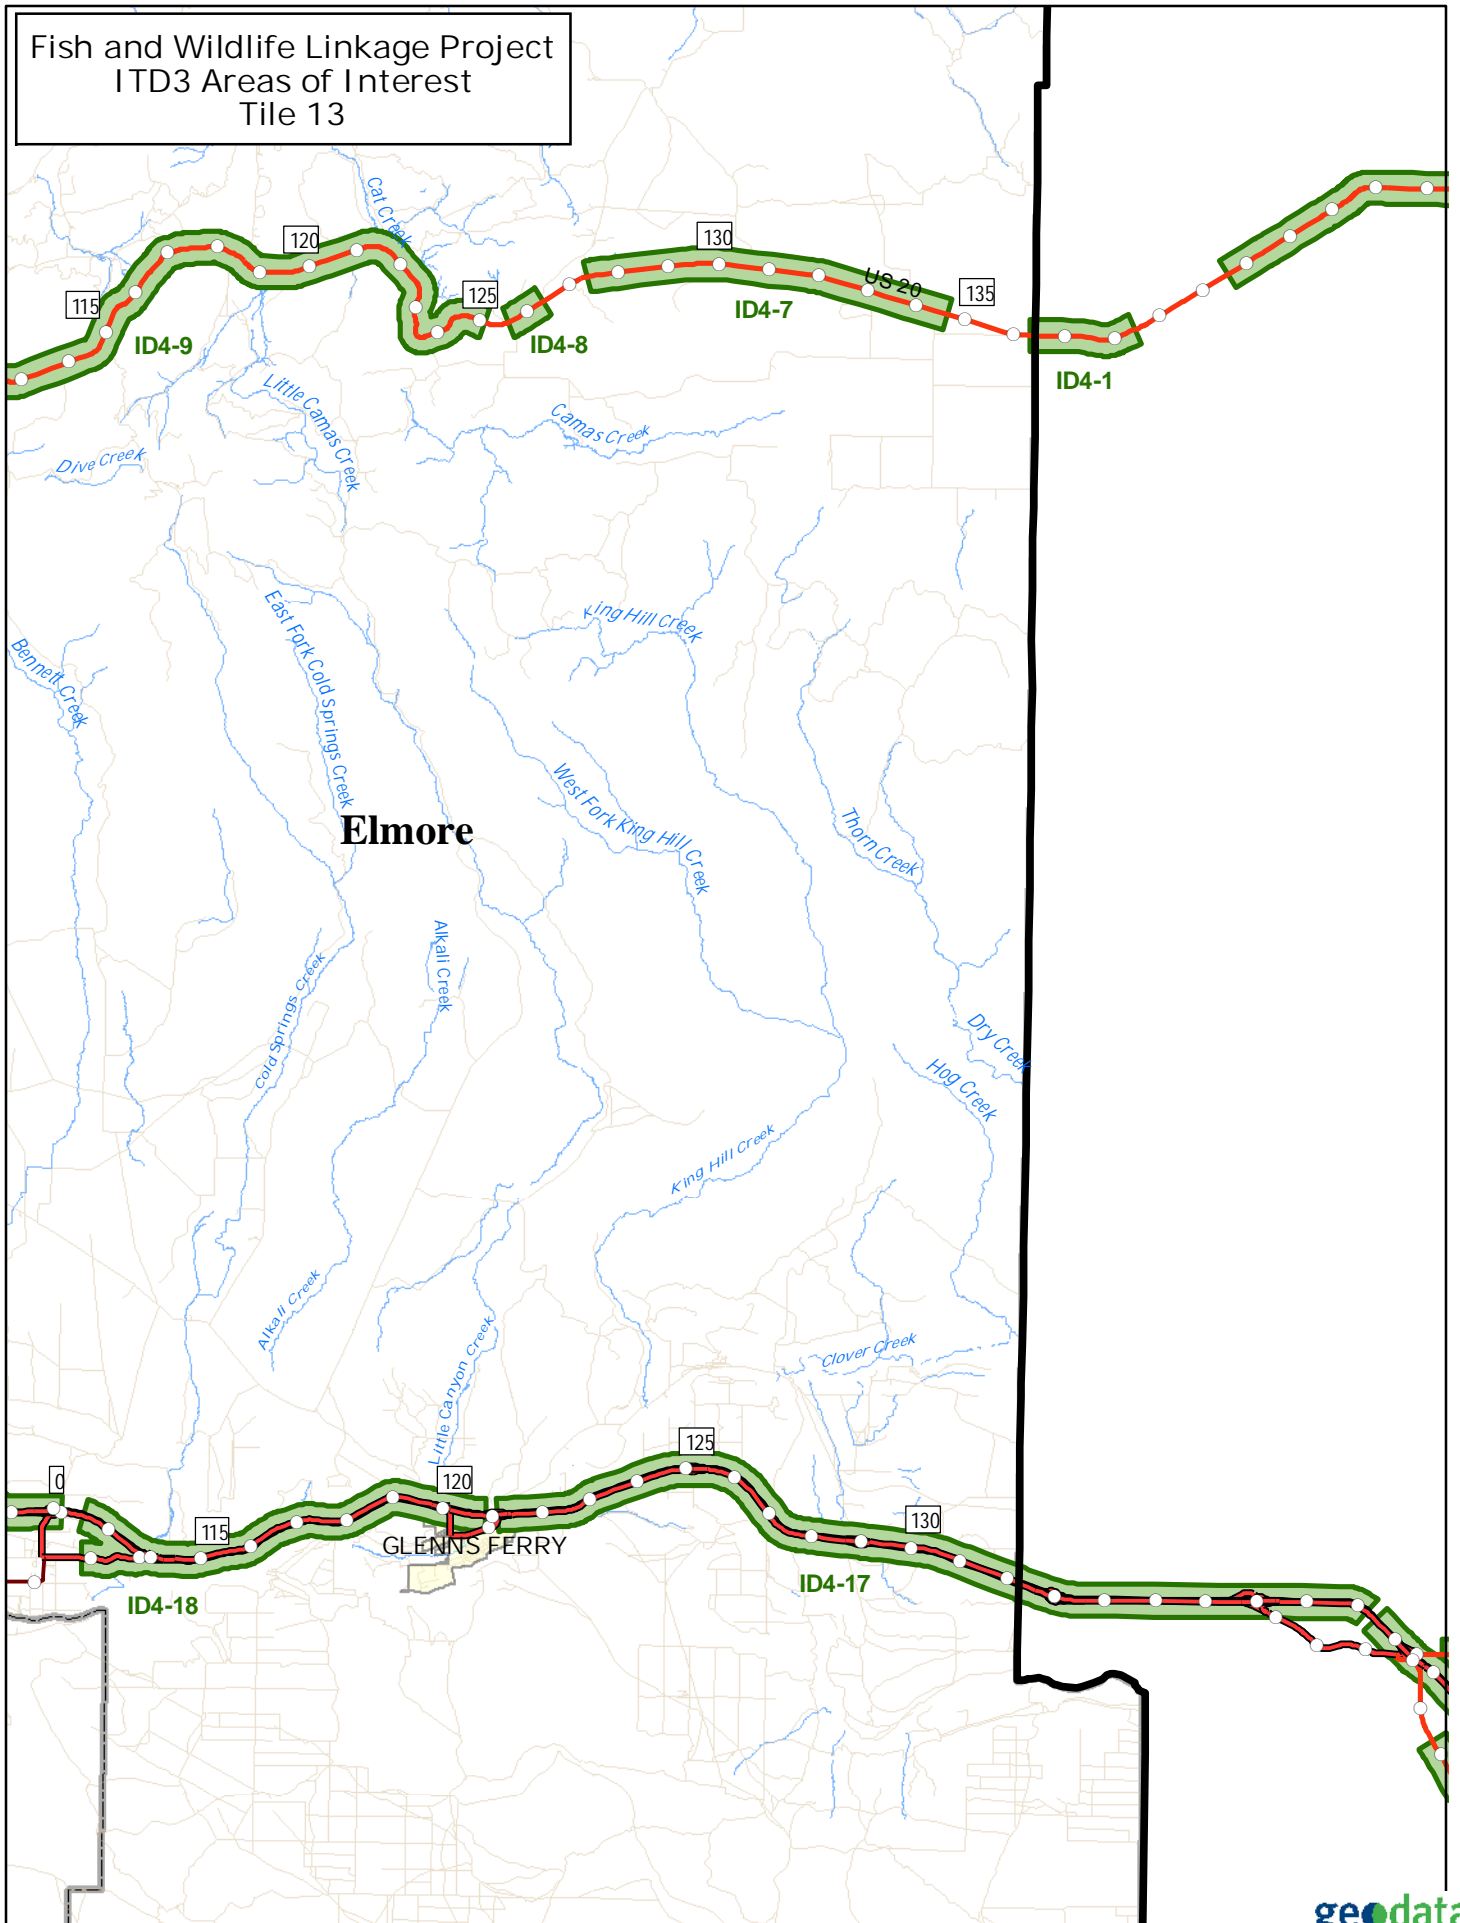 Fish and Wildlife Linkage Project
ITD3 Areas of Interest
Tile 13
Cat Creek
120
130
US 20
115
125
135
ID4-9
ID4-8
ID4-7
ID4-1
Little Camas Creek
Camas Creek
Dive Creek
East Fork Cold Springs Creek
King Hill Creek
Bennett Creek
West Fork King Hill Creek
Thorn Creek
Elmore
Alkali Creek
Cold Springs Creek
Dry Creek
Hog Creek
King Hill Creek
Alkali Creek
Little Canyon Creek
Clover Creek
125
0
120
115
130
GLENNS FERRY
ID4-17
ID4-18
geodata